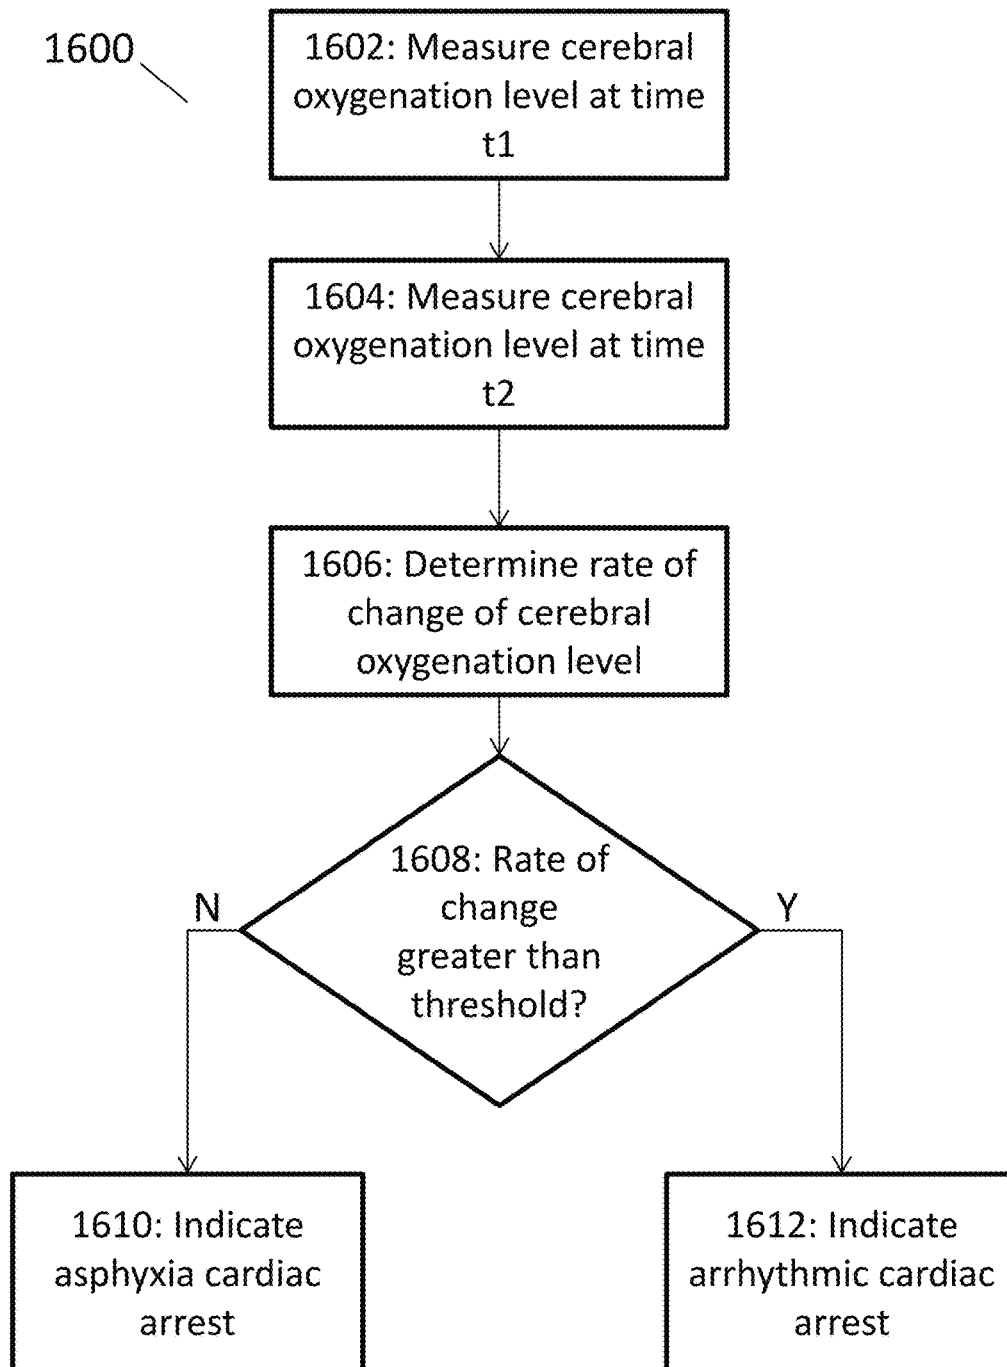 1600
1602: Measure cerebral
oxygenation level at time
t1
1604: Measure cerebral
oxygenation level at time
t2
1606: Determine rate of
change of cerebral
oxygenation level
1608: Rate of
change
greater than
threshold?
N
Y
1610: Indicate
asphyxia cardiac
arrest
1612: Indicate
arrhythmic cardiac
arrest